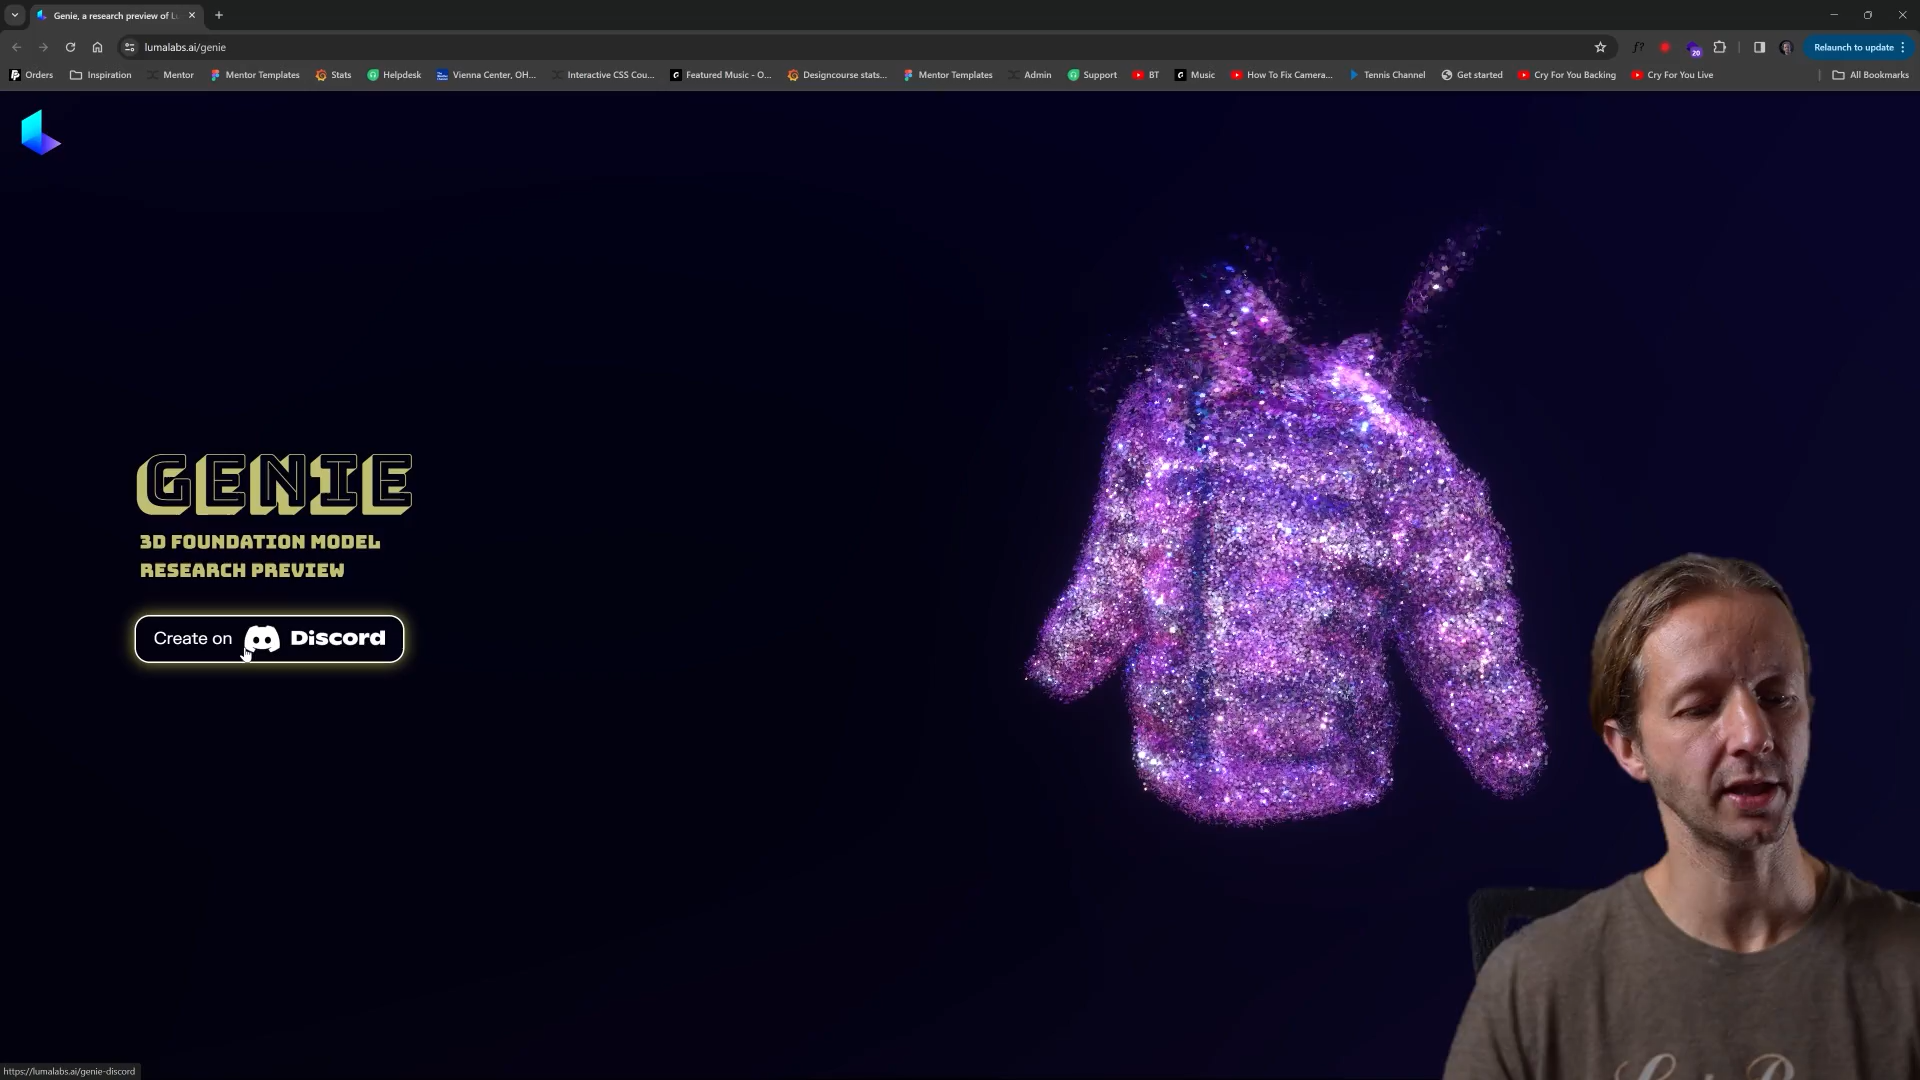 Genie, a research preview of L
lumalabs.ai/genie
f?
20
Relaunch to update
Orders
Inspiration
Mentor
Mentor Templates
Stats
Helpdesk
Vienna Center, OH...
Interactive CSS Cou...
Featured Music - O...
Designcourse stats...
Mentor Templates
Admin
Support
BT
Music
How To Fix Camera...
Tennis Channel
Get started
Cry For You Backing
Cry For You Live
All Bookmarks
GENIE
3D FOUNDATION MODEL
RESEARCH PREVIEW
Create on Discord
https://lumalabs.ai/genie-discord